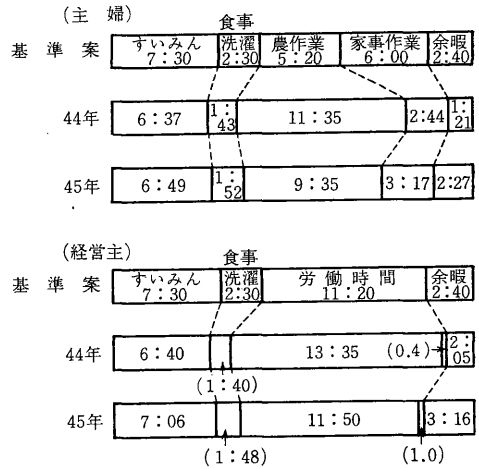 (主婦)
食事
基準案 すいみん 7:30 洗濯 2:30 農作業 5:20 家事作業 6:00 余暇 2:40
44年 6:37 1:43 11:35 2:44 1:21
45年 6:49 1:52 9:35 3:17 2:27
(経営主)
食事
基準案 すいみん 7:30 洗濯 2:30 労働時間 11:20 余暇 2:40
44年 6:40 13:35 (0.4) 2:05
(1:40)
45年 7:06 11:50 3:16
(1:48) (1.0)